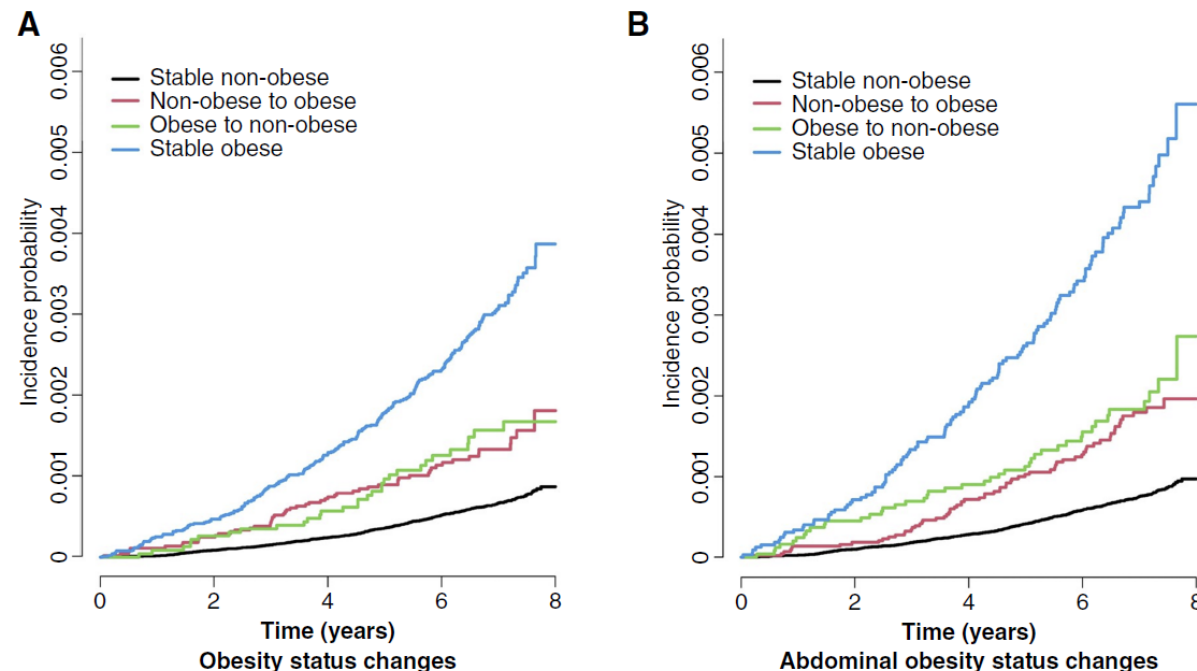 A
Incidence probability
0.006
0.005
0.004
0.003
0.002
0.001
0
Stable non-obese
Non-obese to obese
Obese to non-obese
Stable obese
0 2 4 6 8
Time (years)
Obesity status changes
B
Incidence probability
0.006
0.005
0.004
0.003
0.002
0.001
0
Stable non-obese
Non-obese to obese
Obese to non-obese
Stable obese
0 2 4 6 8
Time (years)
Abdominal obesity status changes